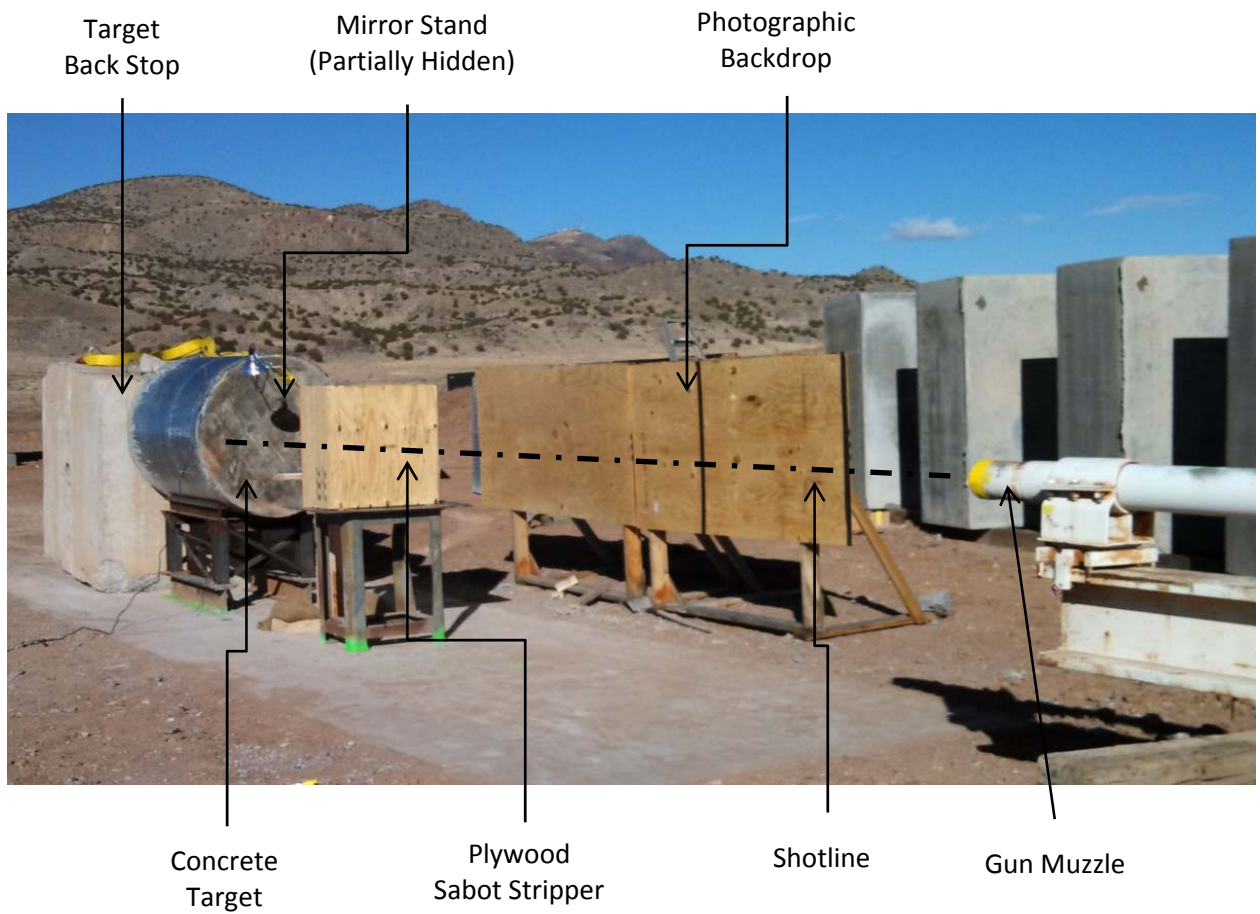 Target
Back Stop
Mirror Stand
(Partially Hidden)
Photographic
Backdrop
Concrete
Target
Plywood
Sabot Stripper
Shotline
Gun Muzzle